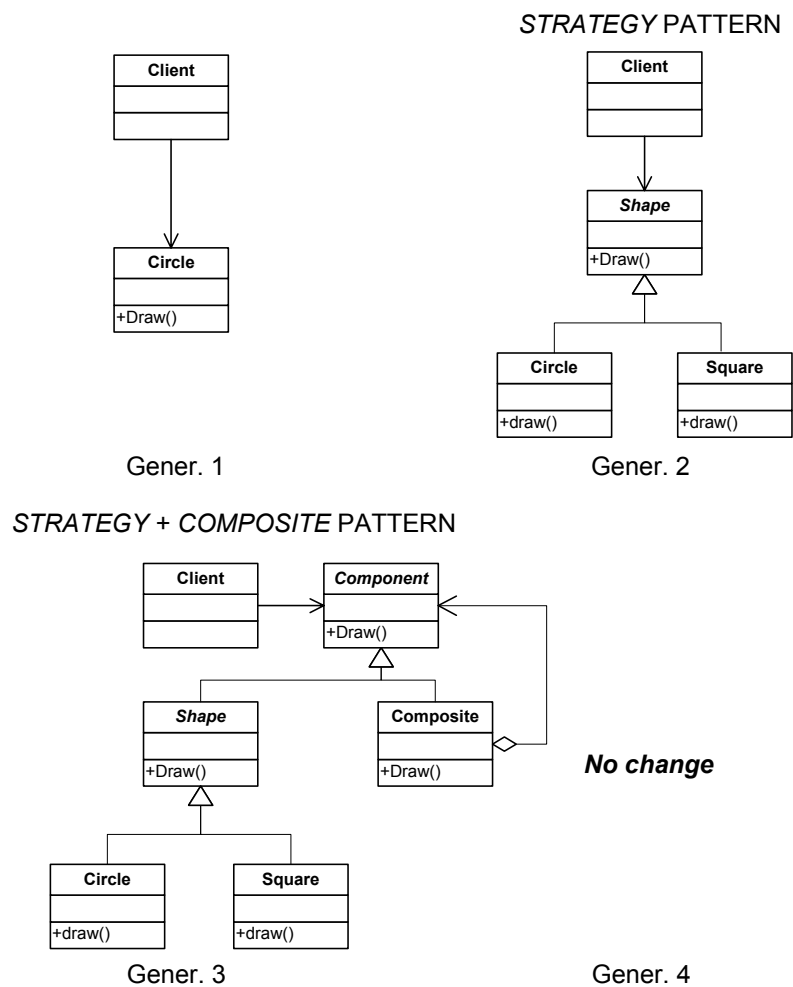 STRATEGY PATTERN
Client
Circle
+Draw()
Gener. 1
Client
Shape
+Draw()
Circle
+draw()
Square
+draw()
Gener. 2
STRATEGY + COMPOSITE PATTERN
Client
Component
+Draw()
Shape
+Draw()
Composite
+Draw()
Circle
+draw()
Square
+draw()
Gener. 3
No change
Gener. 4